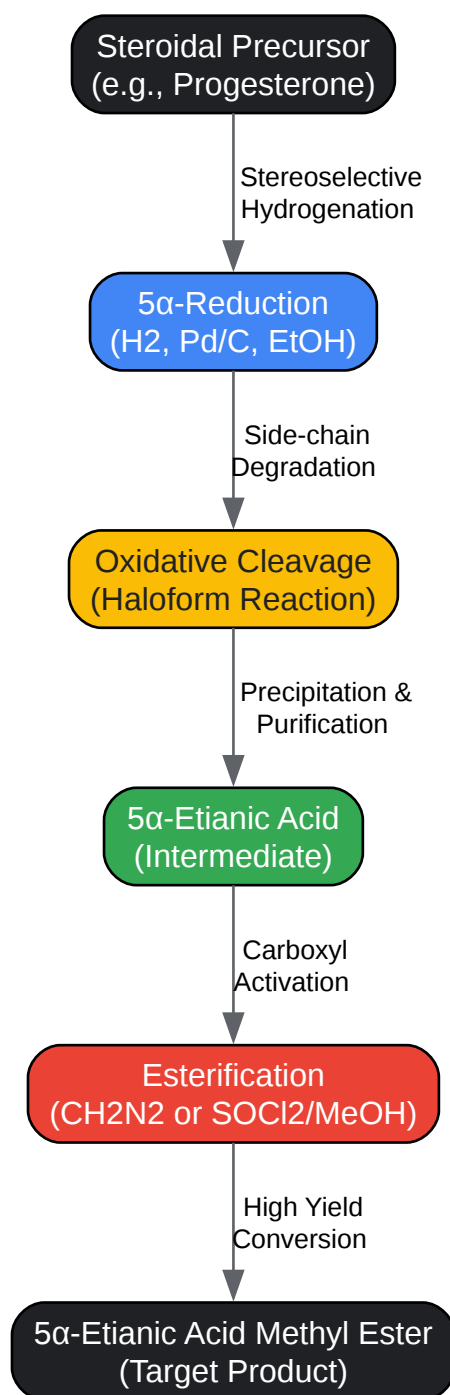 Steroidal Precursor
(e.g., Progesterone)
Stereoselective
Hydrogenation
5α-Reduction
(H2, Pd/C, EtOH)
Side-chain
Degradation
Oxidative Cleavage
(Haloform Reaction)
Precipitation &
Purification
5α-Etianic Acid
(Intermediate)
Carboxyl
Activation
Esterification
(CH2N2 or SOCl2/MeOH)
High Yield
Conversion
5α-Etianic Acid Methyl Ester
(Target Product)